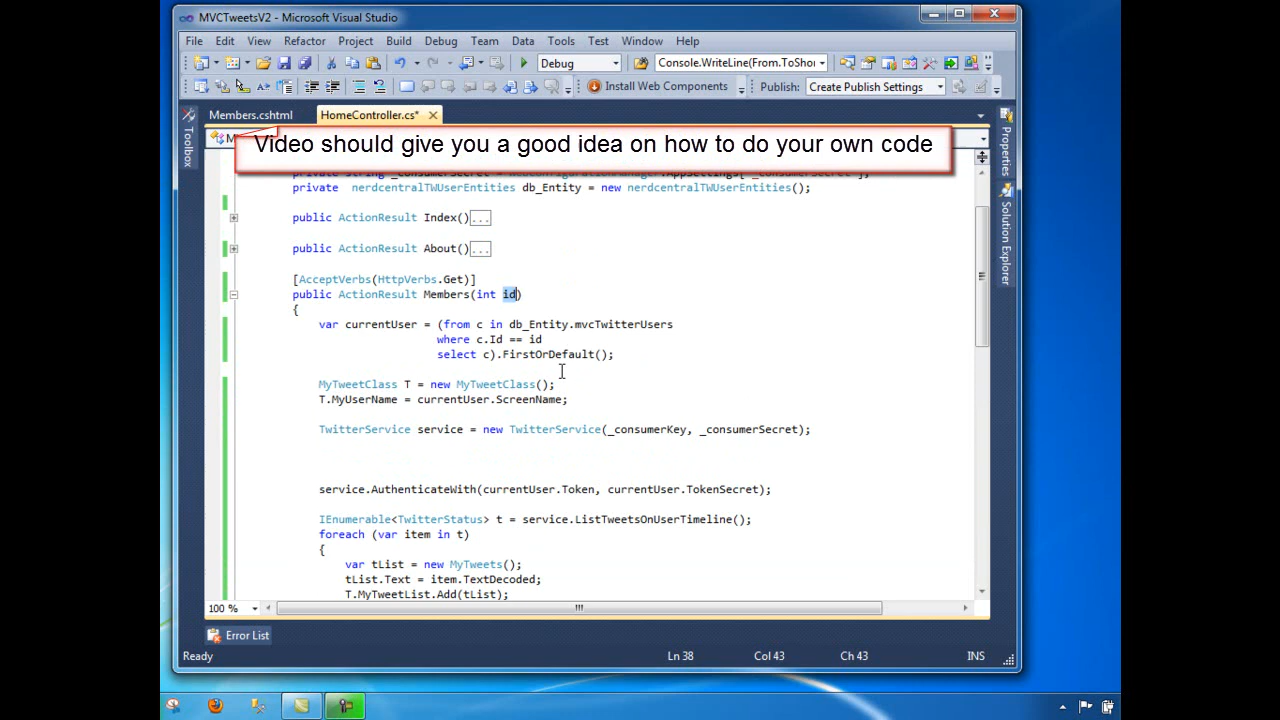 MVCTweetsV2 - Microsoft Visual Studio
File Edit View Refactor Project Build Debug Team Data Tools Test Window Help
Debug Console.WriteLine(From.ToShor
Install Web Components Publish: Create Publish Settings
Members.cshtml HomeController.cs*
Video should give you a good idea on how to do your own code
Toolbox
Properties
Solution Explorer
private nerdcentralTWUserEntities db_Entity = new nerdcentralTWUserEntities();
public ActionResult Index()...
public ActionResult About()...
[AcceptVerbs(HttpVerbs.Get)]
public ActionResult Members(int id)
{
var currentUser = (from c in db_Entity.mvcTwitterUsers
where c.Id == id
select c).FirstOrDefault();
MyTweetClass T = new MyTweetClass();
T.MyUserName = currentUser.ScreenName;
TwitterService service = new TwitterService(_consumerKey, _consumerSecret);
service.AuthenticateWith(currentUser.Token, currentUser.TokenSecret);
IEnumerable<TwitterStatus> t = service.ListTweetsOnUserTimeline();
foreach (var item in t)
{
var tList = new MyTweets();
tList.Text = item.TextDecoded;
T.MyTweetList.Add(tList);
100 %
Error List
Ready Ln 38 Col 43 Ch 43 INS